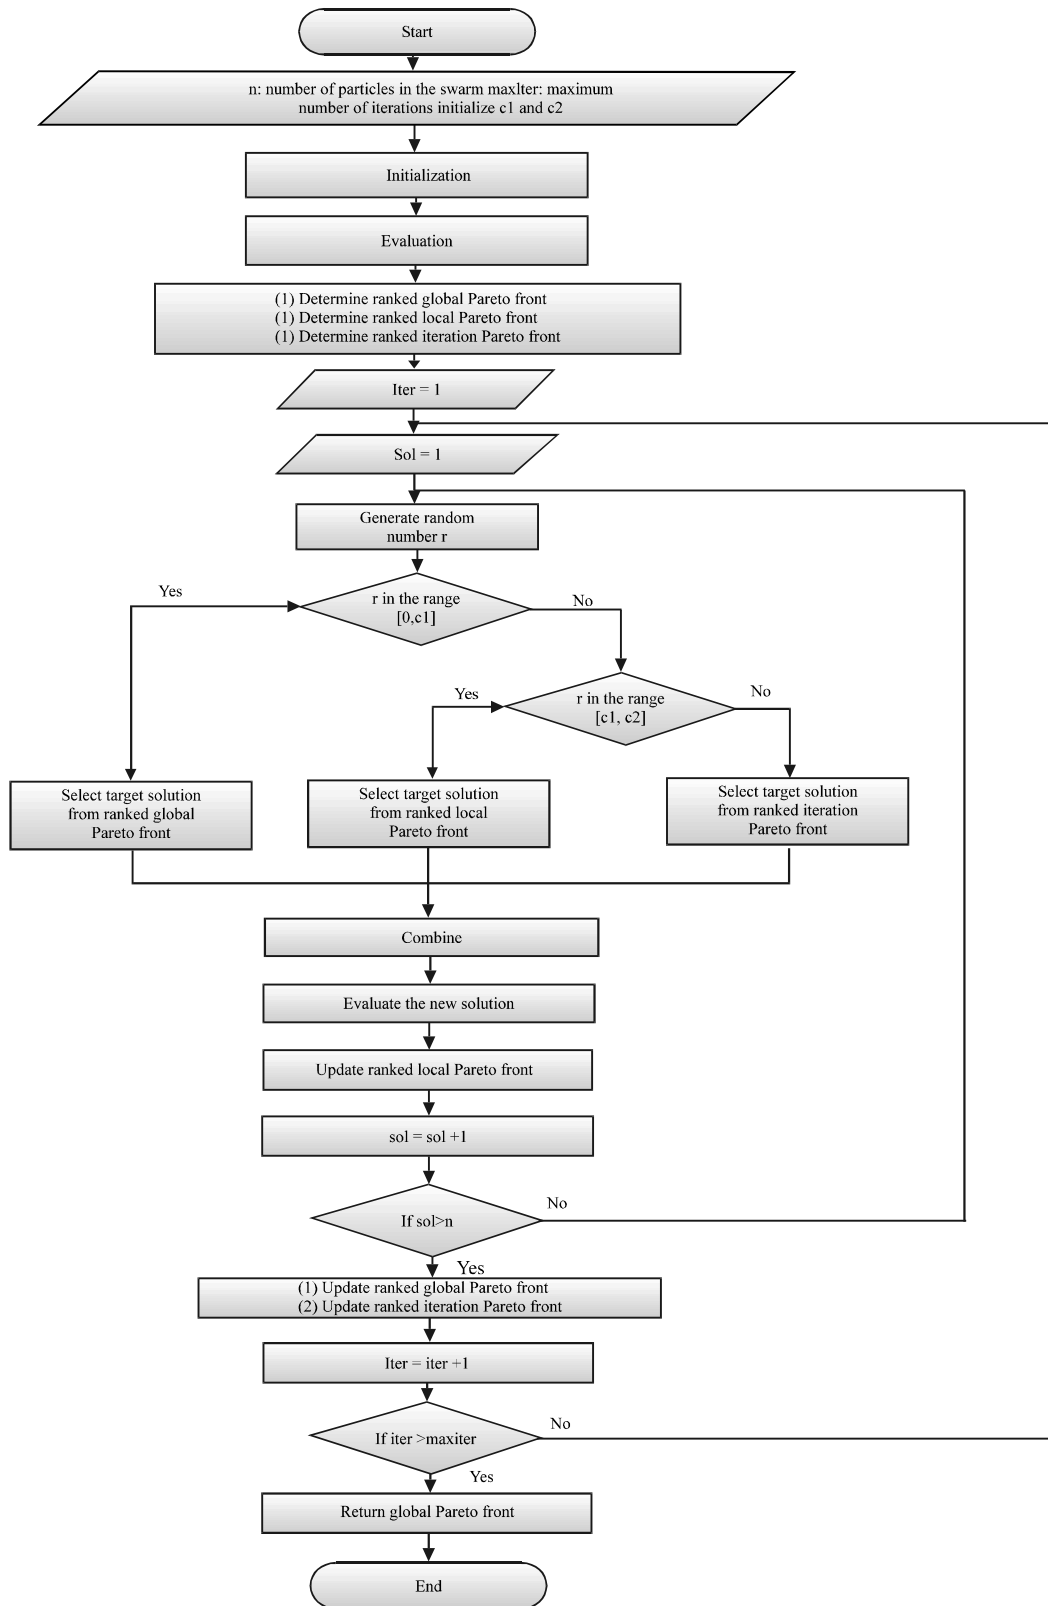 Start
n: number of particles in the swarm maxlter: maximum
number of iterations initialize c1 and c2
Initialization
Evaluation
(1) Determine ranked global Pareto front
(1) Determine ranked local Pareto front
(1) Determine ranked iteration Pareto front
Iter = 1
Sol = 1
Generate random
number r
Yes
r in the range
[0,c1]
No
Yes
r in the range
[c1, c2]
No
Select target solution
from ranked global
Pareto front
Select target solution
from ranked local
Pareto front
Select target solution
from ranked iteration
Pareto front
Combine
Evaluate the new solution
Update ranked local Pareto front
sol = sol +1
If sol>n
No
Yes
(1) Update ranked global Pareto front
(2) Update ranked iteration Pareto front
Iter = iter +1
If iter >maxiter
No
Yes
Return global Pareto front
End